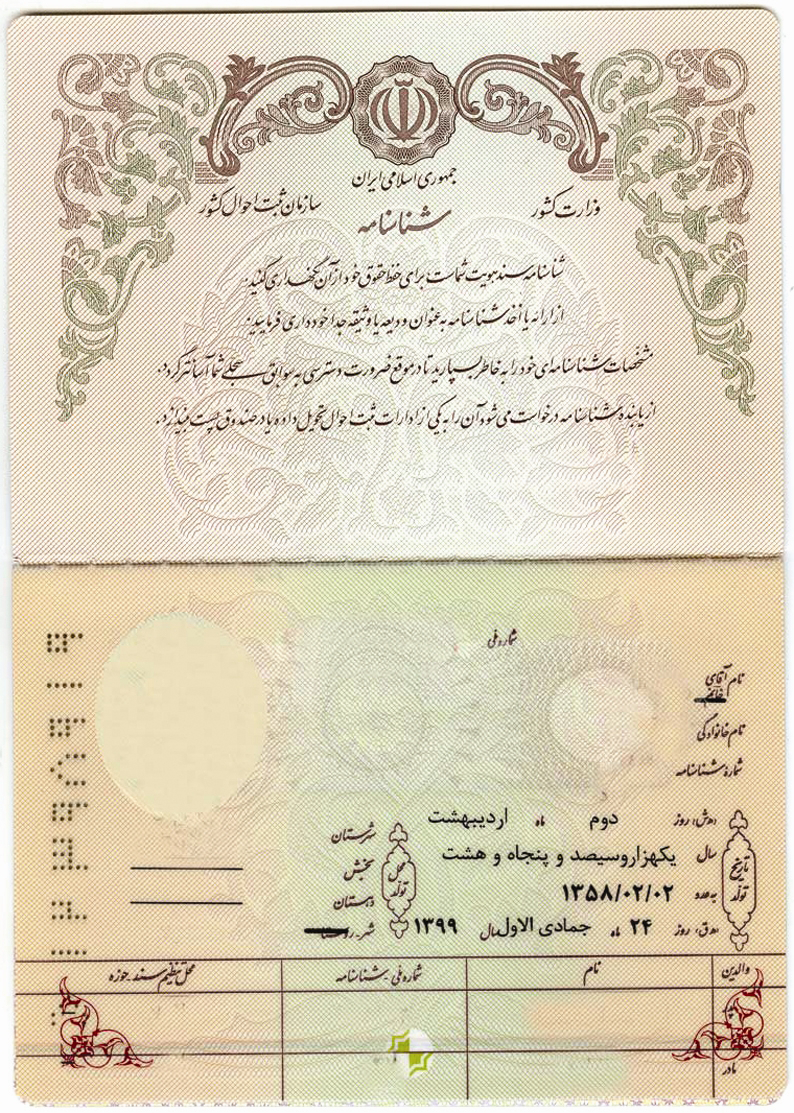 جمهوری اسلامی ایران
وزارت کشور
سازمان ثبت احوال کشور
شناسنامه
شناسنامه سند هویت شماست برای حفظ حقوق خود از آن نگهداری کنید.
از ارائه یا أخذ شناسنامه به عنوان ودیعه یا وثیقه جداً خودداری فرمایید.
مشخصات شناسنامه‌ای خود را به خاطر بسپارید تا در موقع ضرورت دسترسی به سوابق سجلی شما آسانتر گردد.
از یابنده شناسنامه درخواست می‌شود آن را به یکی از ادارات ثبت احوال تحویل داده یا در صندوق پست بیندازد.
شماره ملی
نام آقای
خانم
نام خانوادگی
شماره شناسنامه
تاریخ تولد
(ه‍.ش) روز دوم ماه اردیبهشت
سال یکهزاروسیصد و پنجاه و هشت
به عدد ۱۳۵۸/۰۲/۰۲
(ه‍.ق) روز ۲۴ ماه جمادی الاول سال ۱۳۹۹
محل تولد
شهرستان
بخش
دهستان
شهر-روستا
والدین نام شماره ملی-شناسنامه محل تنظیم سند-حوزه
پدر
مادر